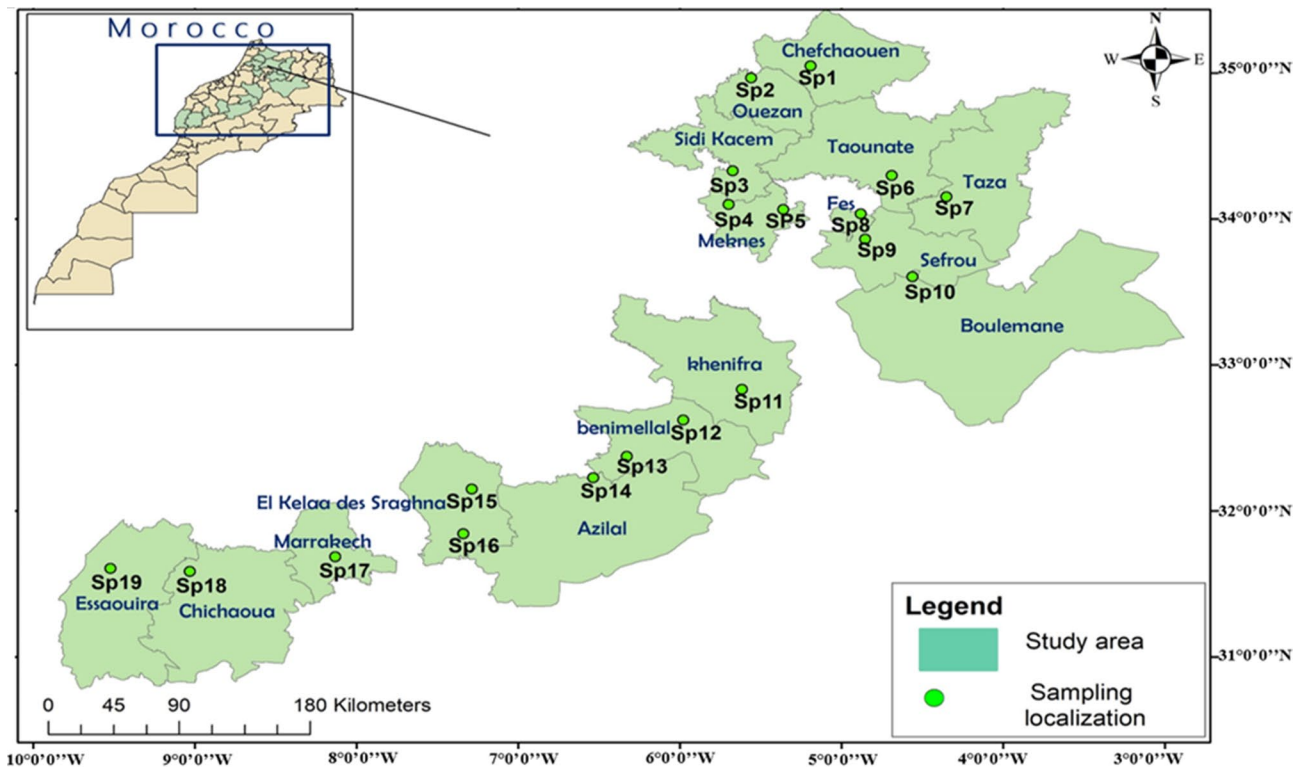 Morocco
N
W
E
S
Chefchaouen
Sp1
Sp2
Ouezan
Sidi Kacem
Taounate
Sp3
Sp6
Taza
Sp7
Fes
Sp4
SP5
Sp8
Meknes
Sp9
Sefrou
Sp10
Boulemane
khenifra
Sp11
benimellal
Sp12
Sp13
Sp14
El Kelaa des Sraghna
Sp15
Azilal
Marrakech
Sp16
Sp17
Sp19
Sp18
Essaouira
Chichaoua
35°0'0''N
34°0'0''N
33°0'0''N
32°0'0''N
31°0'0''N
Legend
Study area
Sampling
localization
0 45 90 180 Kilometers
10°0'0''W 9°0'0''W 8°0'0''W 7°0'0''W 6°0'0''W 5°0'0''W 4°0'0''W 3°0'0''W